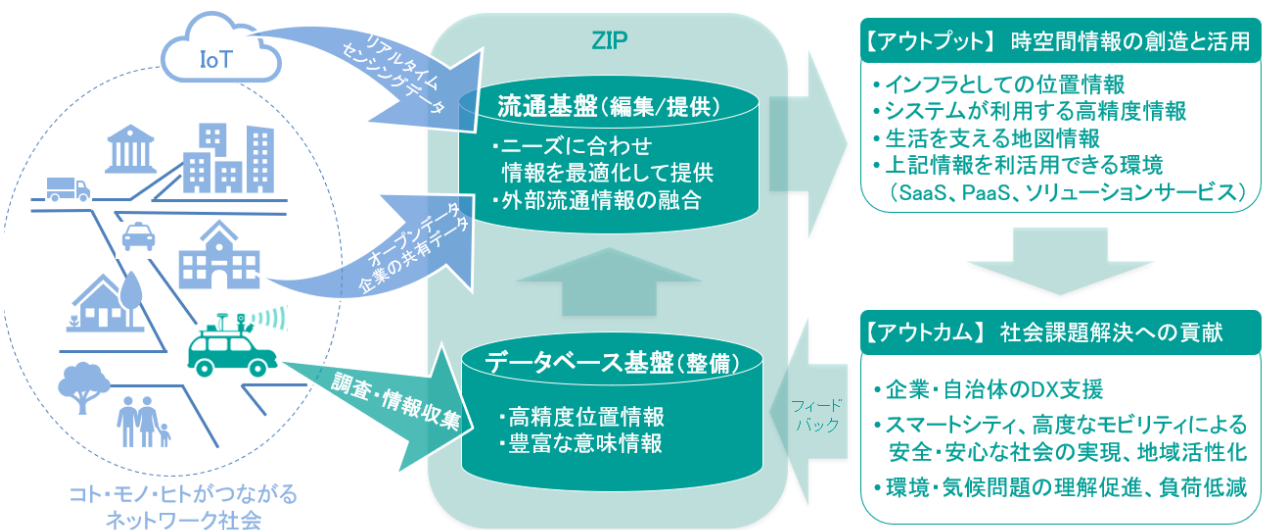 IoT
リアルタイム
センシングデータ
オープンデータ
企業の共有データ
調査・情報収集
コト・モノ・ヒトがつながる
ネットワーク社会
ZIP
流通基盤(編集/提供)
・ニーズに合わせ
情報を最適化して提供
・外部流通情報の融合
データベース基盤(整備)
・高精度位置情報
・豊富な意味情報
【アウトプット】 時空間情報の創造と活用
・インフラとしての位置情報
・システムが利用する高精度情報
・生活を支える地図情報
・上記情報を利活用できる環境
(SaaS、PaaS、ソリューションサービス)
【アウトカム】 社会課題解決への貢献
・企業・自治体のDX支援
・スマートシティ、高度なモビリティによる
安全・安心な社会の実現、地域活性化
・環境・気候問題の理解促進、負荷低減
フィード
バック